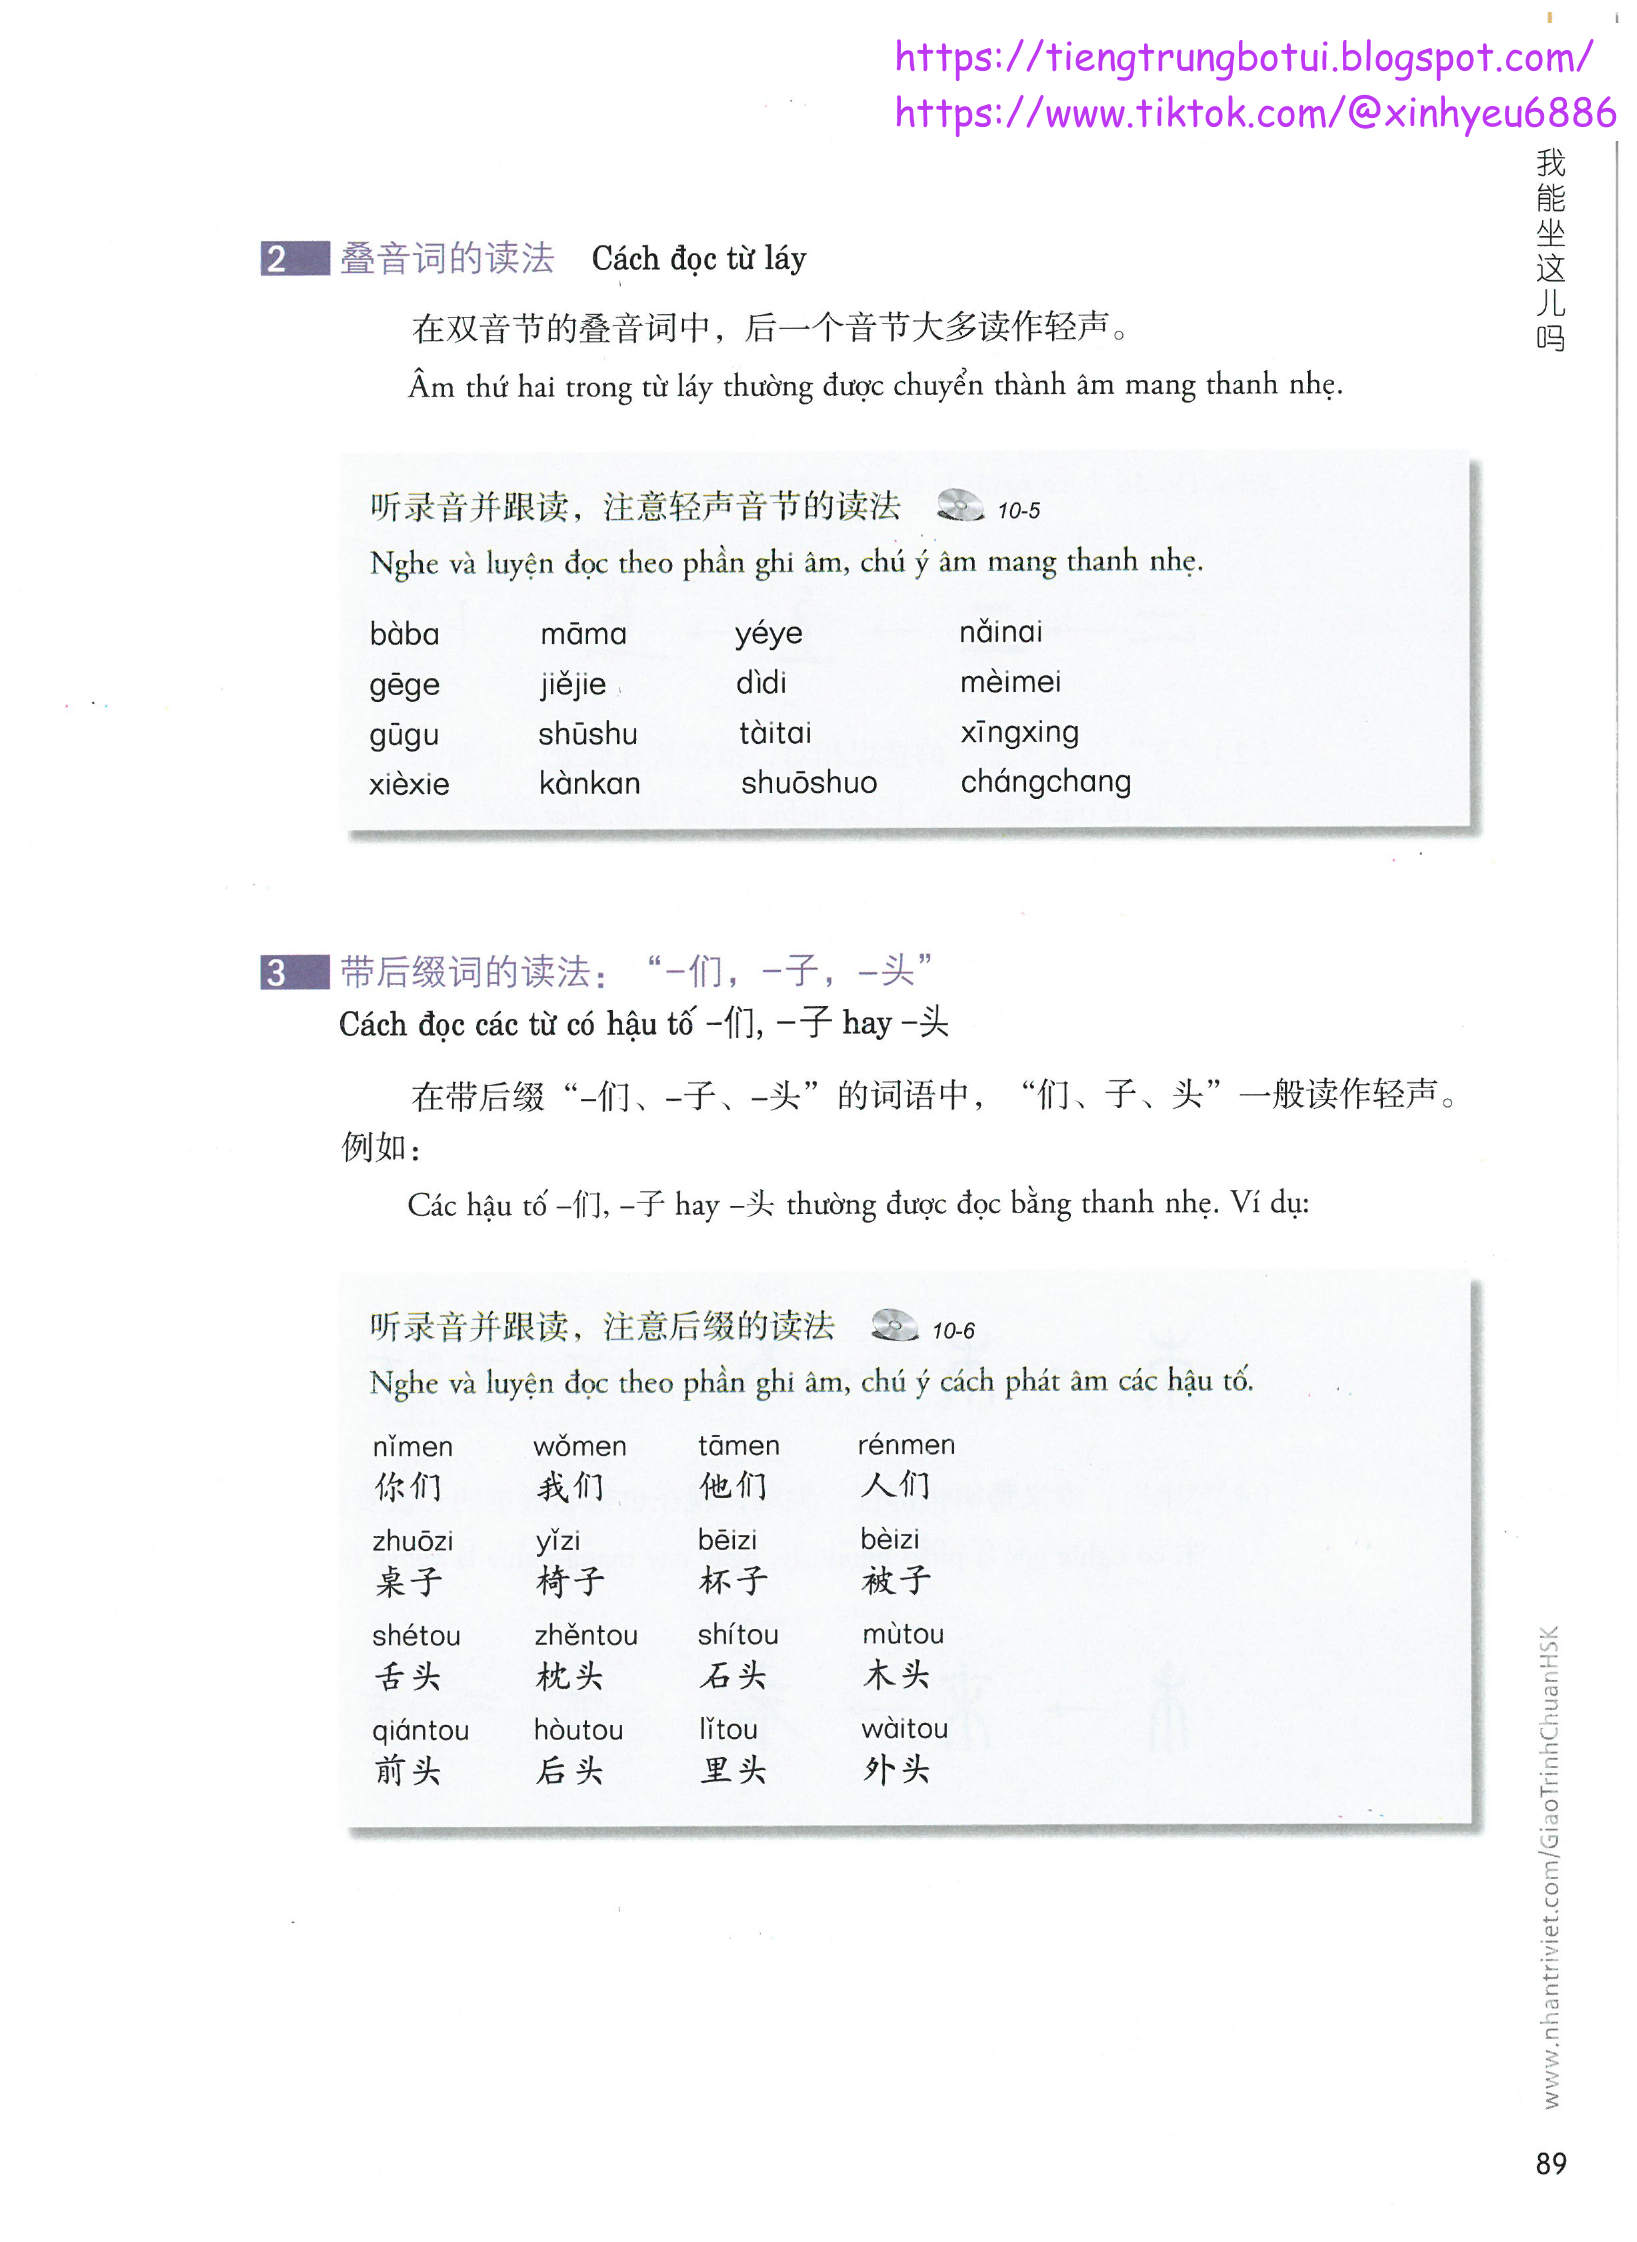 https://tiengtrungbotui.blogspot.com/
https://www.tiktok.com/@xinhyeu6886
我能坐这儿吗
2 叠音词的读法 Cách đọc từ láy
在双音节的叠音词中，后一个音节大多读作轻声。
Âm thứ hai trong từ láy thường được chuyển thành âm mang thanh nhẹ.
听录音并跟读，注意轻声音节的读法 10-5
Nghe và luyện đọc theo phần ghi âm, chú ý âm mang thanh nhẹ.
bàba māma yéye nǎinai
gēge jiějie dìdi mèimei
gūgu shūshu tàitai xīngxing
xièxie kànkan shuōshuo chángchang
3 带后缀词的读法：“–们，–子，–头”
Cách đọc các từ có hậu tố –们, –子 hay –头
在带后缀“–们、–子、–头”的词语中，“们、子、头”一般读作轻声。
例如：
Các hậu tố –们, –子 hay –头 thường được đọc bằng thanh nhẹ. Ví dụ:
听录音并跟读，注意后缀的读法 10-6
Nghe và luyện đọc theo phần ghi âm, chú ý cách phát âm các hậu tố.
nǐmen wǒmen tāmen rénmen
你们 我们 他们 人们
zhuōzi yǐzi bēizi bèizi
桌子 椅子 杯子 被子
shétou zhěntou shítou mùtou
舌头 枕头 石头 木头
qiántou hòutou lǐtou wàitou
前头 后头 里头 外头
www.nhantriviet.com/GiaoTrinhChuanHSK
89